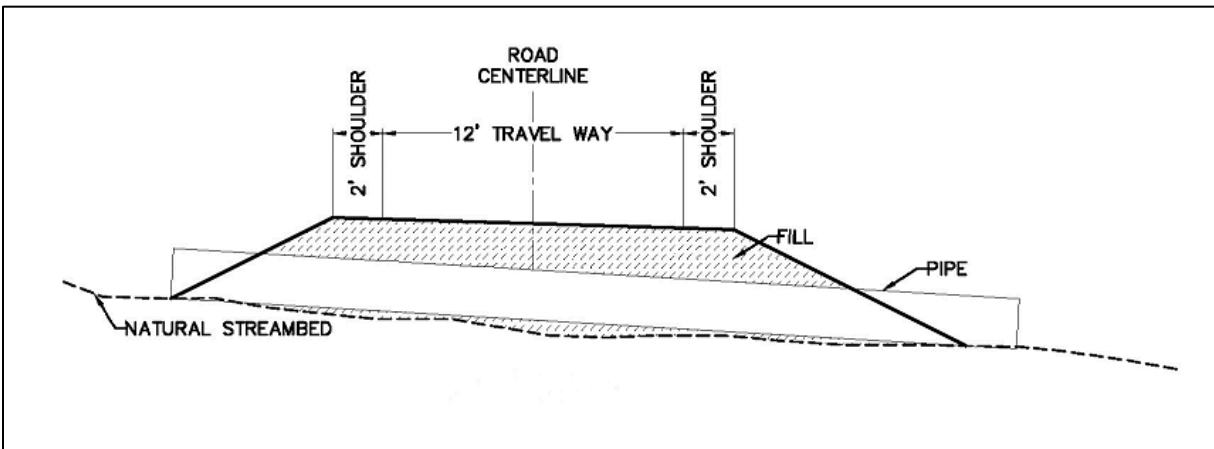 ROAD
CENTERLINE
2' SHOULDER
12' TRAVEL WAY
2' SHOULDER
FILL
PIPE
NATURAL STREAMBED